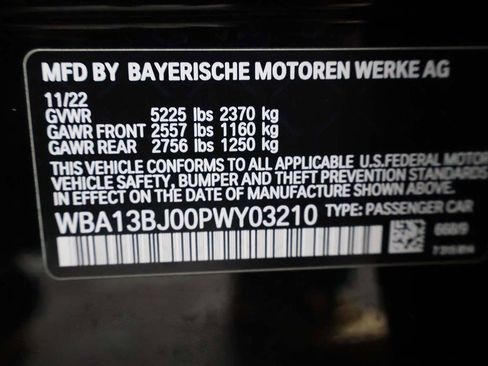 MFD BY BAYERISCHE MOTOREN WERKE AG
11/22
GVWR 5225 lbs 2370 kg
GAWR FRONT 2557 lbs 1160 kg
GAWR REAR 2756 lbs 1250 kg
THIS VEHICLE CONFORMS TO ALL APPLICABLE U.S.FEDERAL MOTOR
VEHICLE SAFETY, BUMPER AND THEFT PREVENTION STANDARDS
IN EFFECT ON THE DATE OF MANUFACTURE SHOWN ABOVE.
WBA13BJ00PWY03210 TYPE: PASSENGER CAR